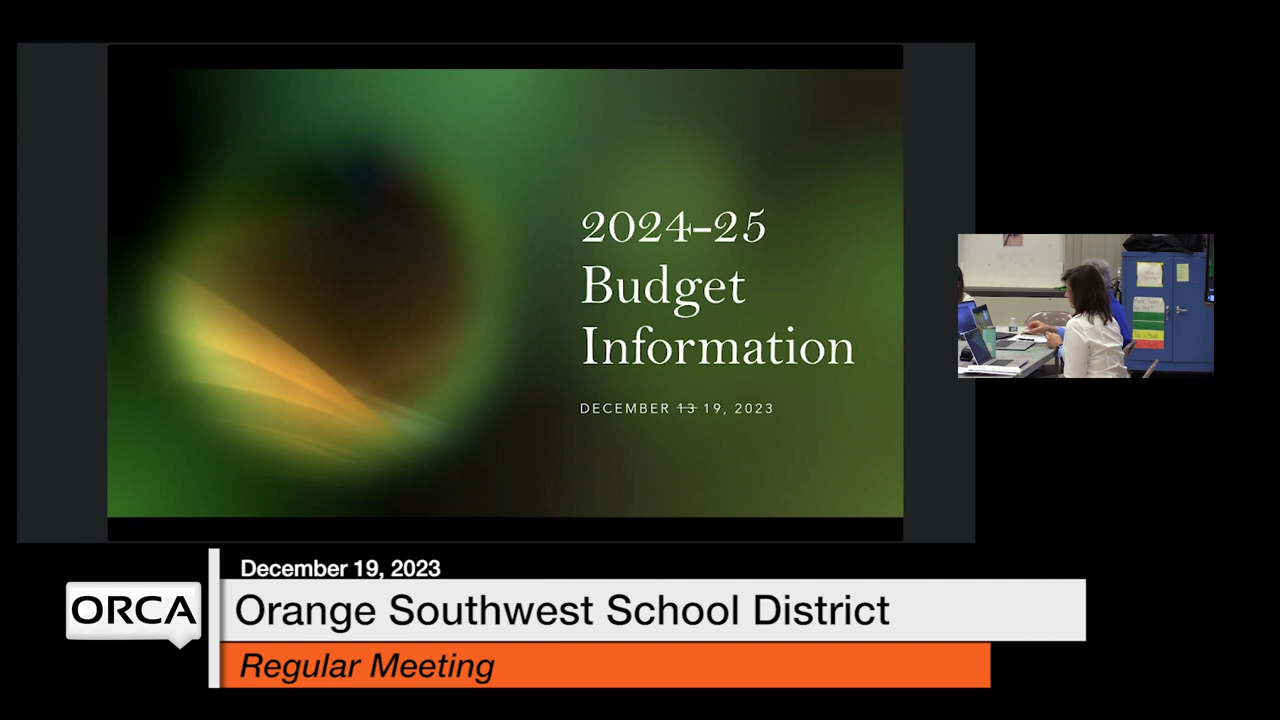 2024–25
Budget
Information
DECEMBER 13 19, 2023
December 19, 2023
ORCA
Orange Southwest School District
Regular Meeting